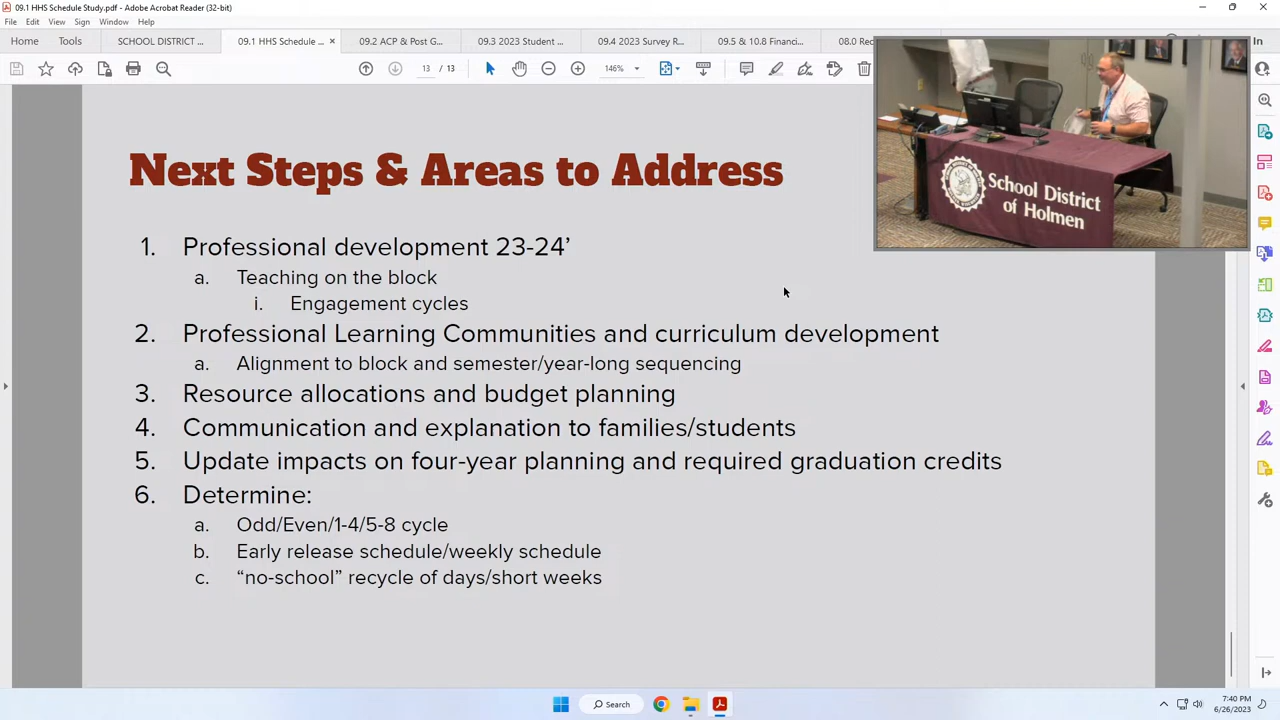 09.1 HHS Schedule Study.pdf - Adobe Acrobat Reader (32-bit)
File Edit View Sign Window Help
Home Tools SCHOOL DISTRICT ... 09.1 HHS Schedule ... × 09.2 ACP & Post G... 09.3 2023 Student ... 09.4 2023 Survey R... 09.5 & 10.8 Financi... 08.0 Rec In
13 / 13 146%
Next Steps & Areas to Address
1. Professional development 23-24’
a. Teaching on the block
i. Engagement cycles
2. Professional Learning Communities and curriculum development
a. Alignment to block and semester/year-long sequencing
3. Resource allocations and budget planning
4. Communication and explanation to families/students
5. Update impacts on four-year planning and required graduation credits
6. Determine:
a. Odd/Even/1-4/5-8 cycle
b. Early release schedule/weekly schedule
c. “no-school” recycle of days/short weeks
School District
of Holmen
Search
7:40 PM
6/26/2023